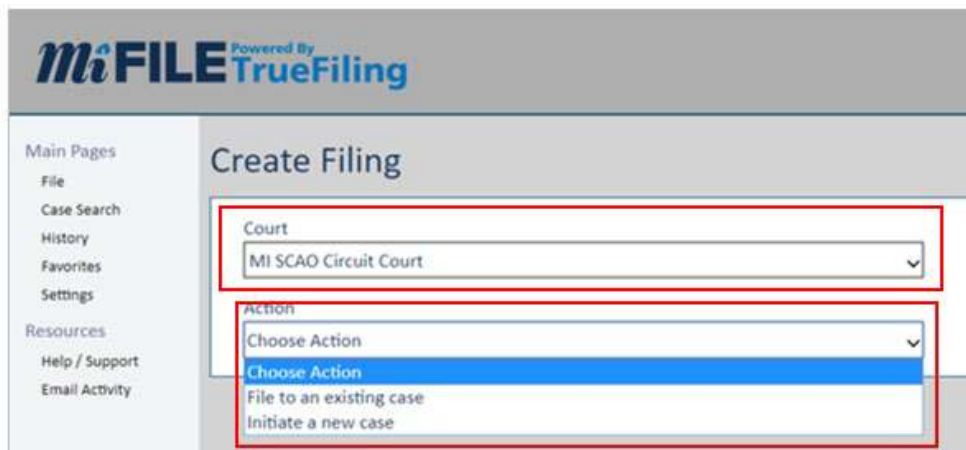 MiFILE Powered By
TrueFiling
Main Pages
File
Case Search
History
Favorites
Settings
Resources
Help / Support
Email Activity
Create Filing
Court
MI SCAO Circuit Court
Action
Choose Action
Choose Action
File to an existing case
Initiate a new case